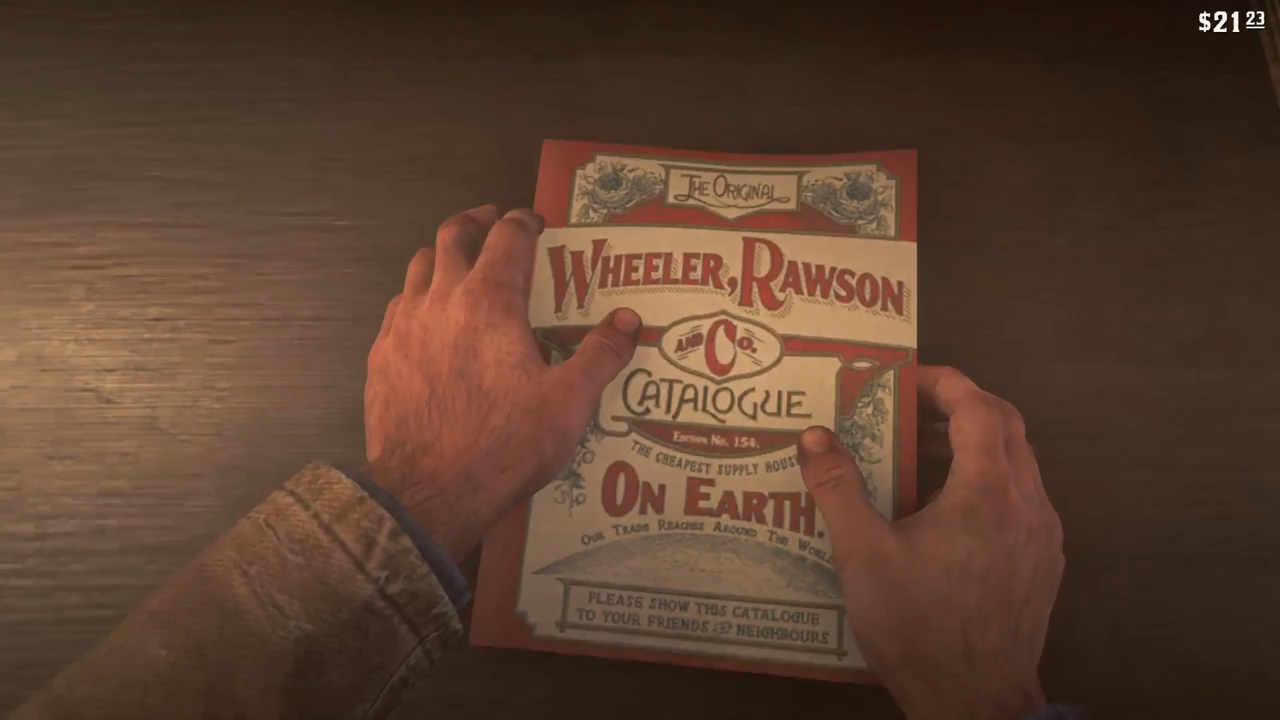 $21 23
THE ORIGINAL
WHEELER, RAWSON
AND CO.
CATALOGUE
EDITION No. 154.
THE CHEAPEST SUPPLY HOUSE
ON EARTH.
OUR TRADE REACHES AROUND THE WORLD
PLEASE SHOW THIS CATALOGUE
TO YOUR FRIENDS AND NEIGHBOURS